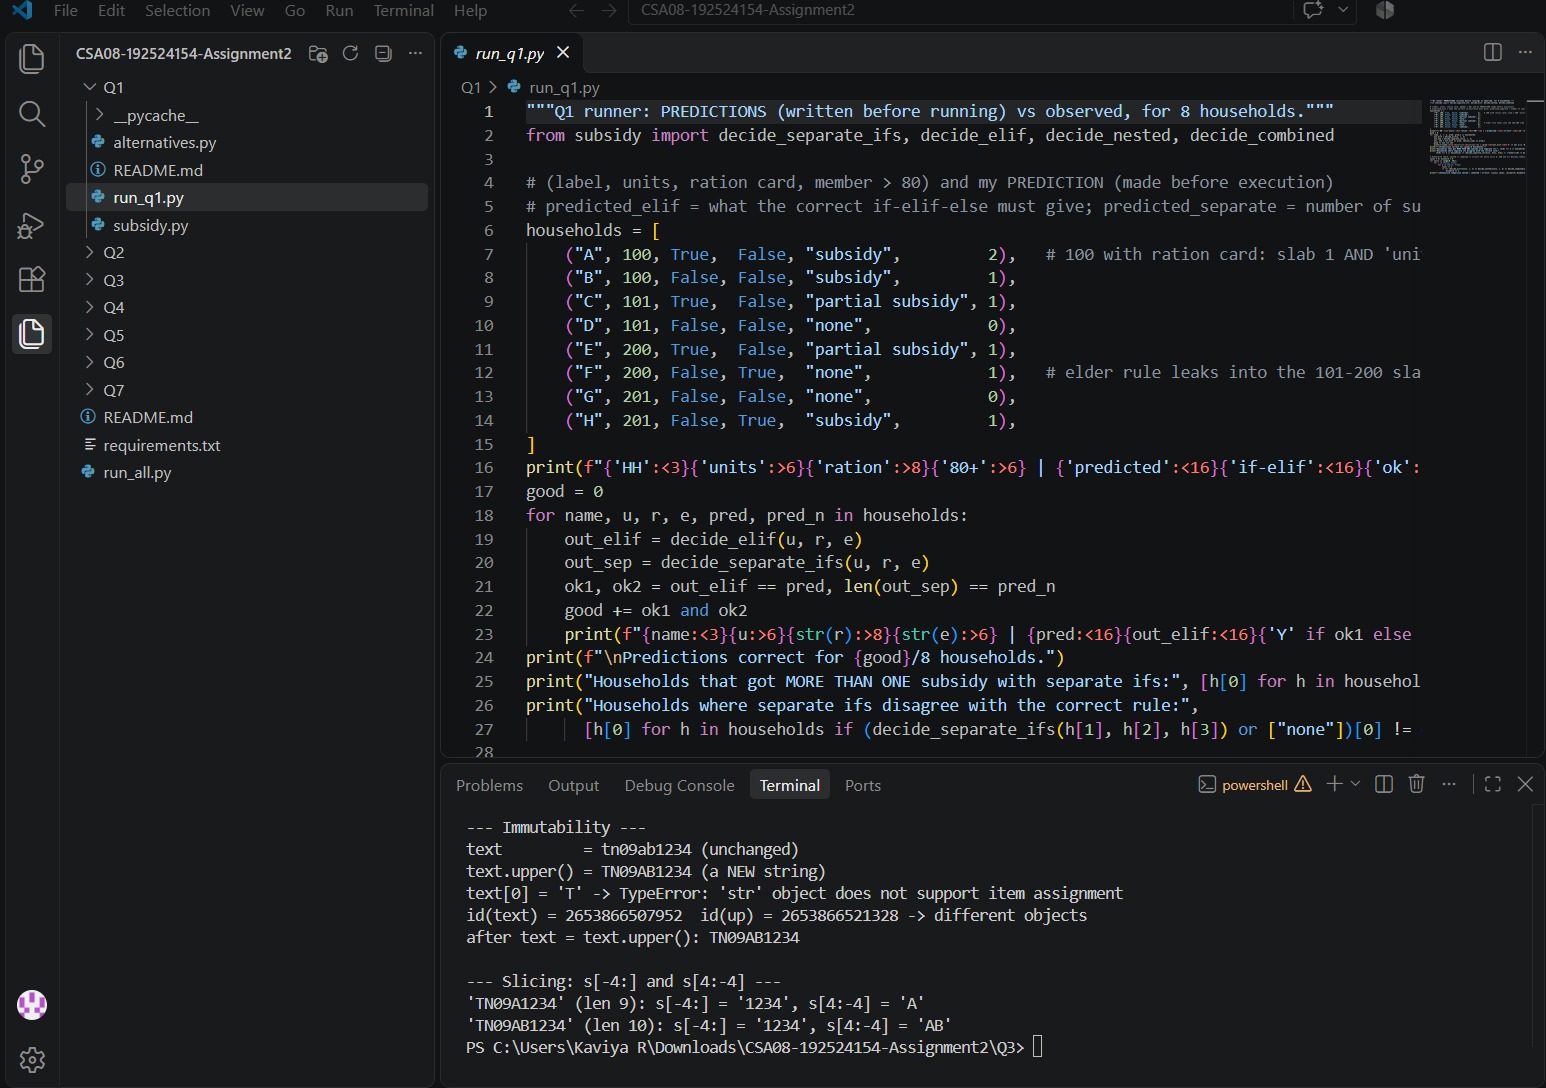 File Edit Selection View Go Run Terminal Help
CSA08-192524154-Assignment2
CSA08-192524154-Assignment2
Q1
__pycache__
alternatives.py
README.md
run_q1.py
subsidy.py
Q2
Q3
Q4
Q5
Q6
Q7
README.md
requirements.txt
run_all.py
run_q1.py
Q1 > run_q1.py
1 """Q1 runner: PREDICTIONS (written before running) vs observed, for 8 households."""
2 from subsidy import decide_separate_ifs, decide_elif, decide_nested, decide_combined
3
4 # (label, units, ration card, member > 80) and my PREDICTION (made before execution)
5 # predicted_elif = what the correct if-elif-else must give; predicted_separate = number of su
6 households = [
7 ("A", 100, True, False, "subsidy", 2), # 100 with ration card: slab 1 AND 'uni
8 ("B", 100, False, False, "subsidy", 1),
9 ("C", 101, True, False, "partial subsidy", 1),
10 ("D", 101, False, False, "none", 0),
11 ("E", 200, True, False, "partial subsidy", 1),
12 ("F", 200, False, True, "none", 1), # elder rule leaks into the 101-200 sla
13 ("G", 201, False, False, "none", 0),
14 ("H", 201, False, True, "subsidy", 1),
15 ]
16 print(f"{'HH':<3}{'units':>6}{'ration':>8}{'80+':>6} | {'predicted':<16}{'if-elif':<16}{'ok':
17 good = 0
18 for name, u, r, e, pred, pred_n in households:
19 out_elif = decide_elif(u, r, e)
20 out_sep = decide_separate_ifs(u, r, e)
21 ok1, ok2 = out_elif == pred, len(out_sep) == pred_n
22 good += ok1 and ok2
23 print(f"{name:<3}{u:>6}{str(r):>8}{str(e):>6} | {pred:<16}{out_elif:<16}{'Y' if ok1 else
24 print(f"\nPredictions correct for {good}/8 households.")
25 print("Households that got MORE THAN ONE subsidy with separate ifs:", [h[0] for h in househol
26 print("Households where separate ifs disagree with the correct rule:",
27 [h[0] for h in households if (decide_separate_ifs(h[1], h[2], h[3]) or ["none"])[0] !=
28
Problems Output Debug Console Terminal Ports
powershell
--- Immutability ---
text = tn09ab1234 (unchanged)
text.upper() = TN09AB1234 (a NEW string)
text[0] = 'T' -> TypeError: 'str' object does not support item assignment
id(text) = 2653866507952 id(up) = 2653866521328 -> different objects
after text = text.upper(): TN09AB1234
--- Slicing: s[-4:] and s[4:-4] ---
'TN09A1234' (len 9): s[-4:] = '1234', s[4:-4] = 'A'
'TN09AB1234' (len 10): s[-4:] = '1234', s[4:-4] = 'AB'
PS C:\Users\Kaviya R\Downloads\CSA08-192524154-Assignment2\Q3>